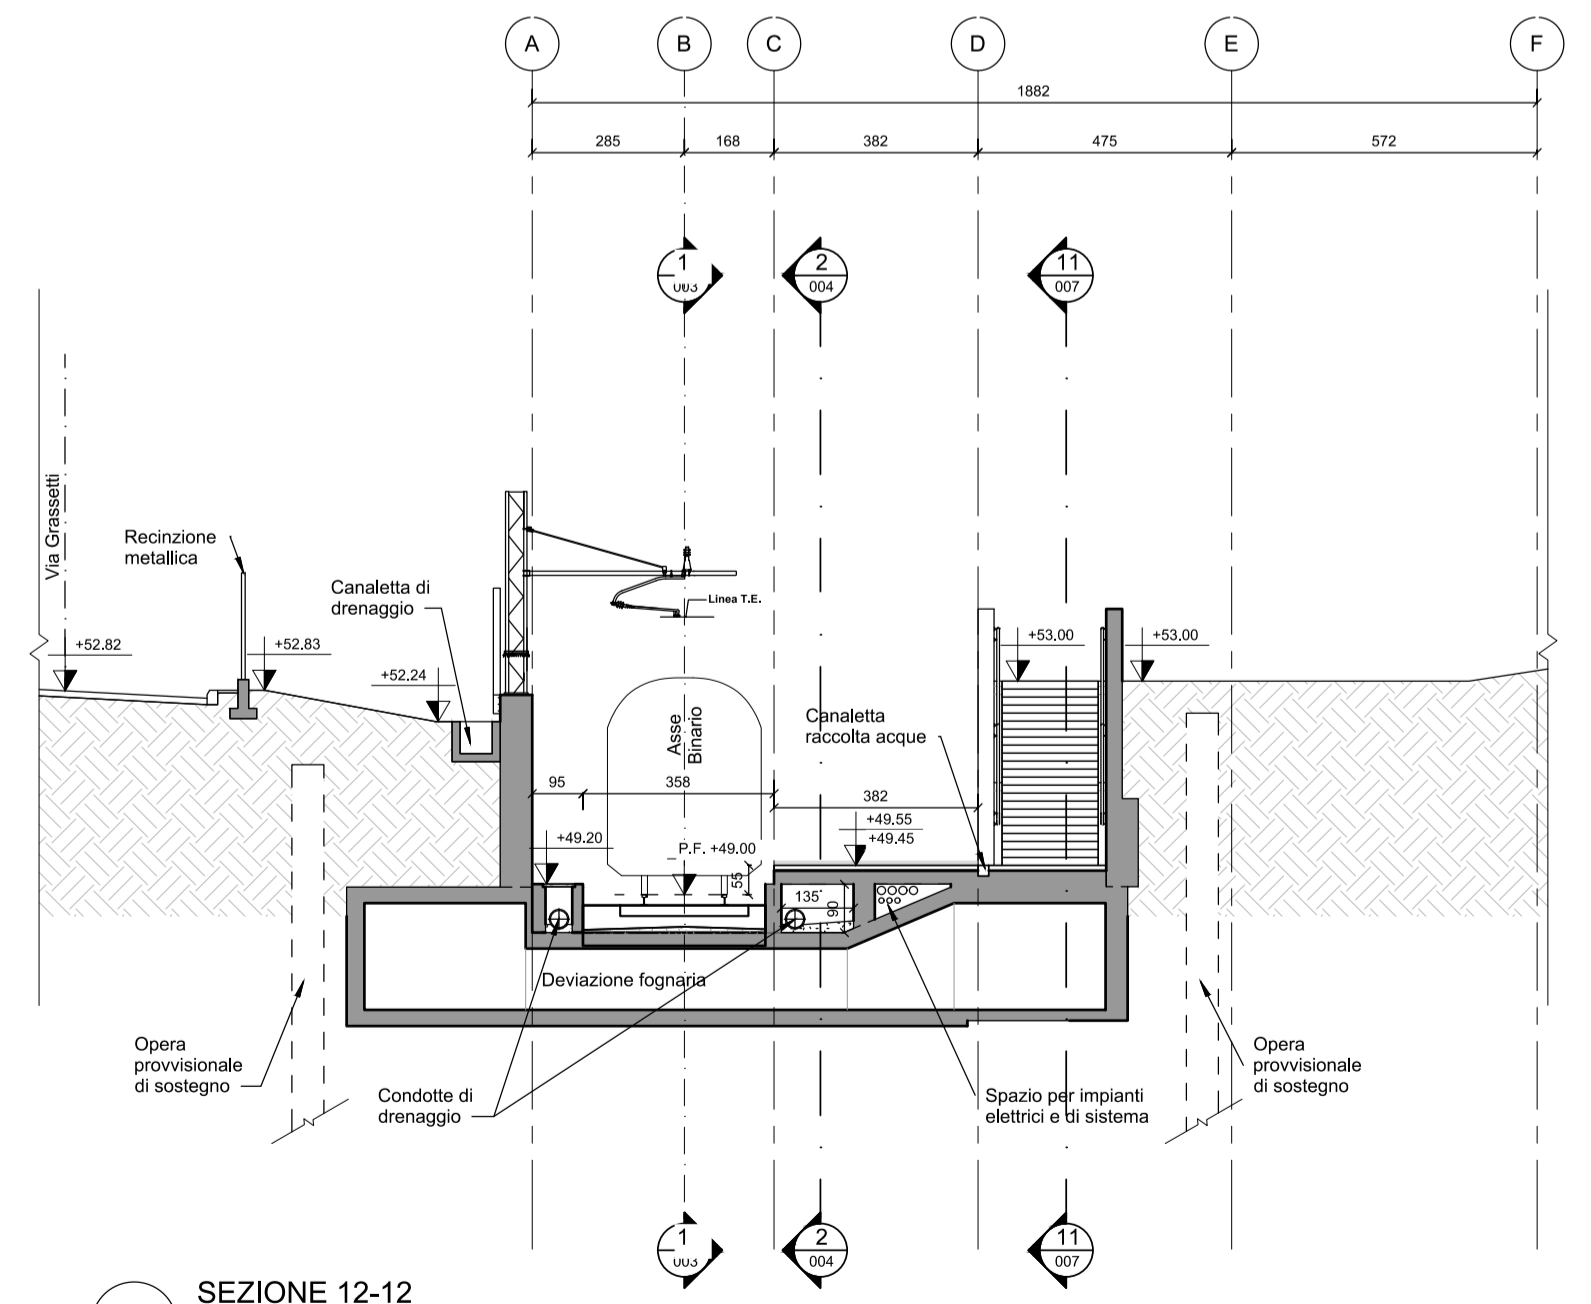 A B C D E F
1882
285 168 382 475 572
1
003
2
004
11
007
Via Grassetti
Recinzione
metallica
Canaletta di
drenaggio
Linea T.E.
+52.82
+52.83
+52.24
+53.00
+53.00
Asse
Binario
Canaletta
raccolta acque
95 358 382
+49.20
P.F. +49.00
+49.55
+49.45
55
135
90
Deviazione fognaria
Opera
provvisionale
di sostegno
Condotte di
drenaggio
Spazio per impianti
elettrici e di sistema
Opera
provvisionale
di sostegno
1
003
2
004
11
007
SEZIONE 12-12